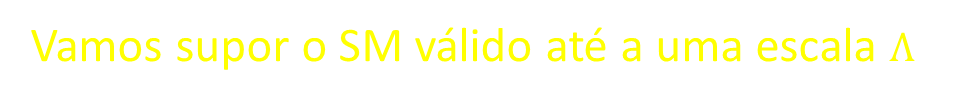 Vamos supor o SM válido até a uma escala Λ